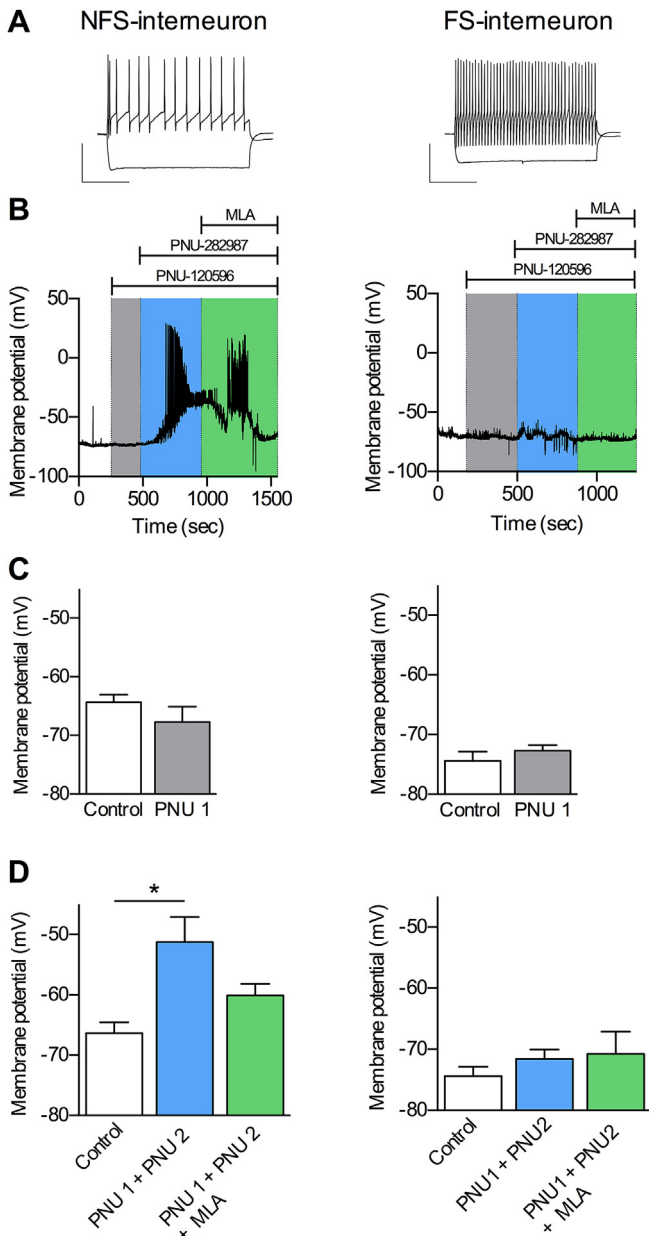 A
NFS-interneuron
FS-interneuron
B
MLA
PNU-282987
PNU-120596
Membrane potential (mV)
50
0
-50
-100
0
500
1000
1500
Time (sec)
MLA
PNU-282987
PNU-120596
Membrane potential (mV)
50
0
-50
-100
0
500
1000
Time (sec)
C
Membrane potential (mV)
-50
-60
-70
-80
Control
PNU 1
Membrane potential (mV)
-50
-60
-70
-80
Control
PNU 1
D
Membrane potential (mV)
-50
-60
-70
-80
*
Control
PNU 1 + PNU 2
PNU 1 + PNU 2
+ MLA
Membrane potential (mV)
-50
-60
-70
-80
Control
PNU1 + PNU2
PNU1 + PNU2
+ MLA